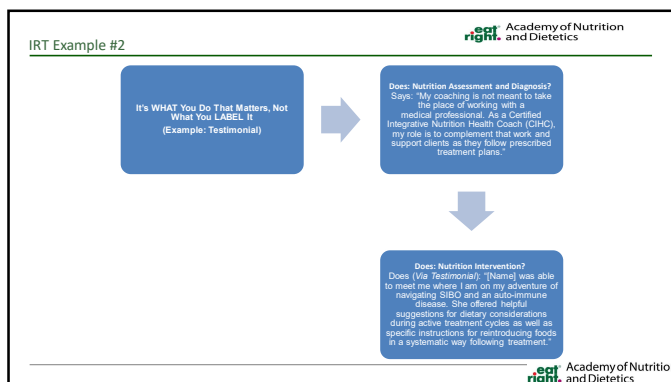 IRT Example #2
eat right. Academy of Nutrition
and Dietetics
It's WHAT You Do That Matters, Not
What You LABEL It
(Example: Testimonial)
Does: Nutrition Assessment and Diagnosis?
Says: "My coaching is not meant to take
the place of working with a
medical professional. As a Certified
Integrative Nutrition Health Coach (CIHC),
my role is to complement that work and
support clients as they follow prescribed
treatment plans."
Does: Nutrition Intervention?
Does (Via Testimonial): "[Name] was able
to meet me where I am on my adventure of
navigating SIBO and an auto-immune
disease. She offered helpful
suggestions for dietary considerations
during active treatment cycles as well as
specific instructions for reintroducing foods
in a systematic way following treatment."
eat right. Academy of Nutritio
and Dietetics